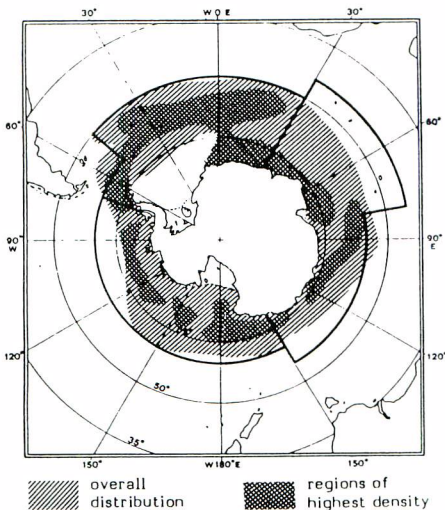 30° W 0 E 30°
60° 60°
90° W 90° E
120° 120°
50°
35°
150° W 180° E 150°
overall distribution
regions of highest density